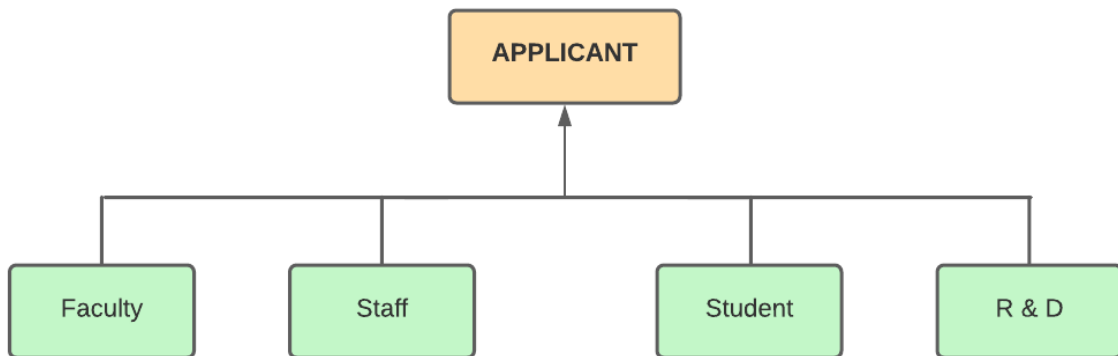 APPLICANT
Faculty
Staff
Student
R & D